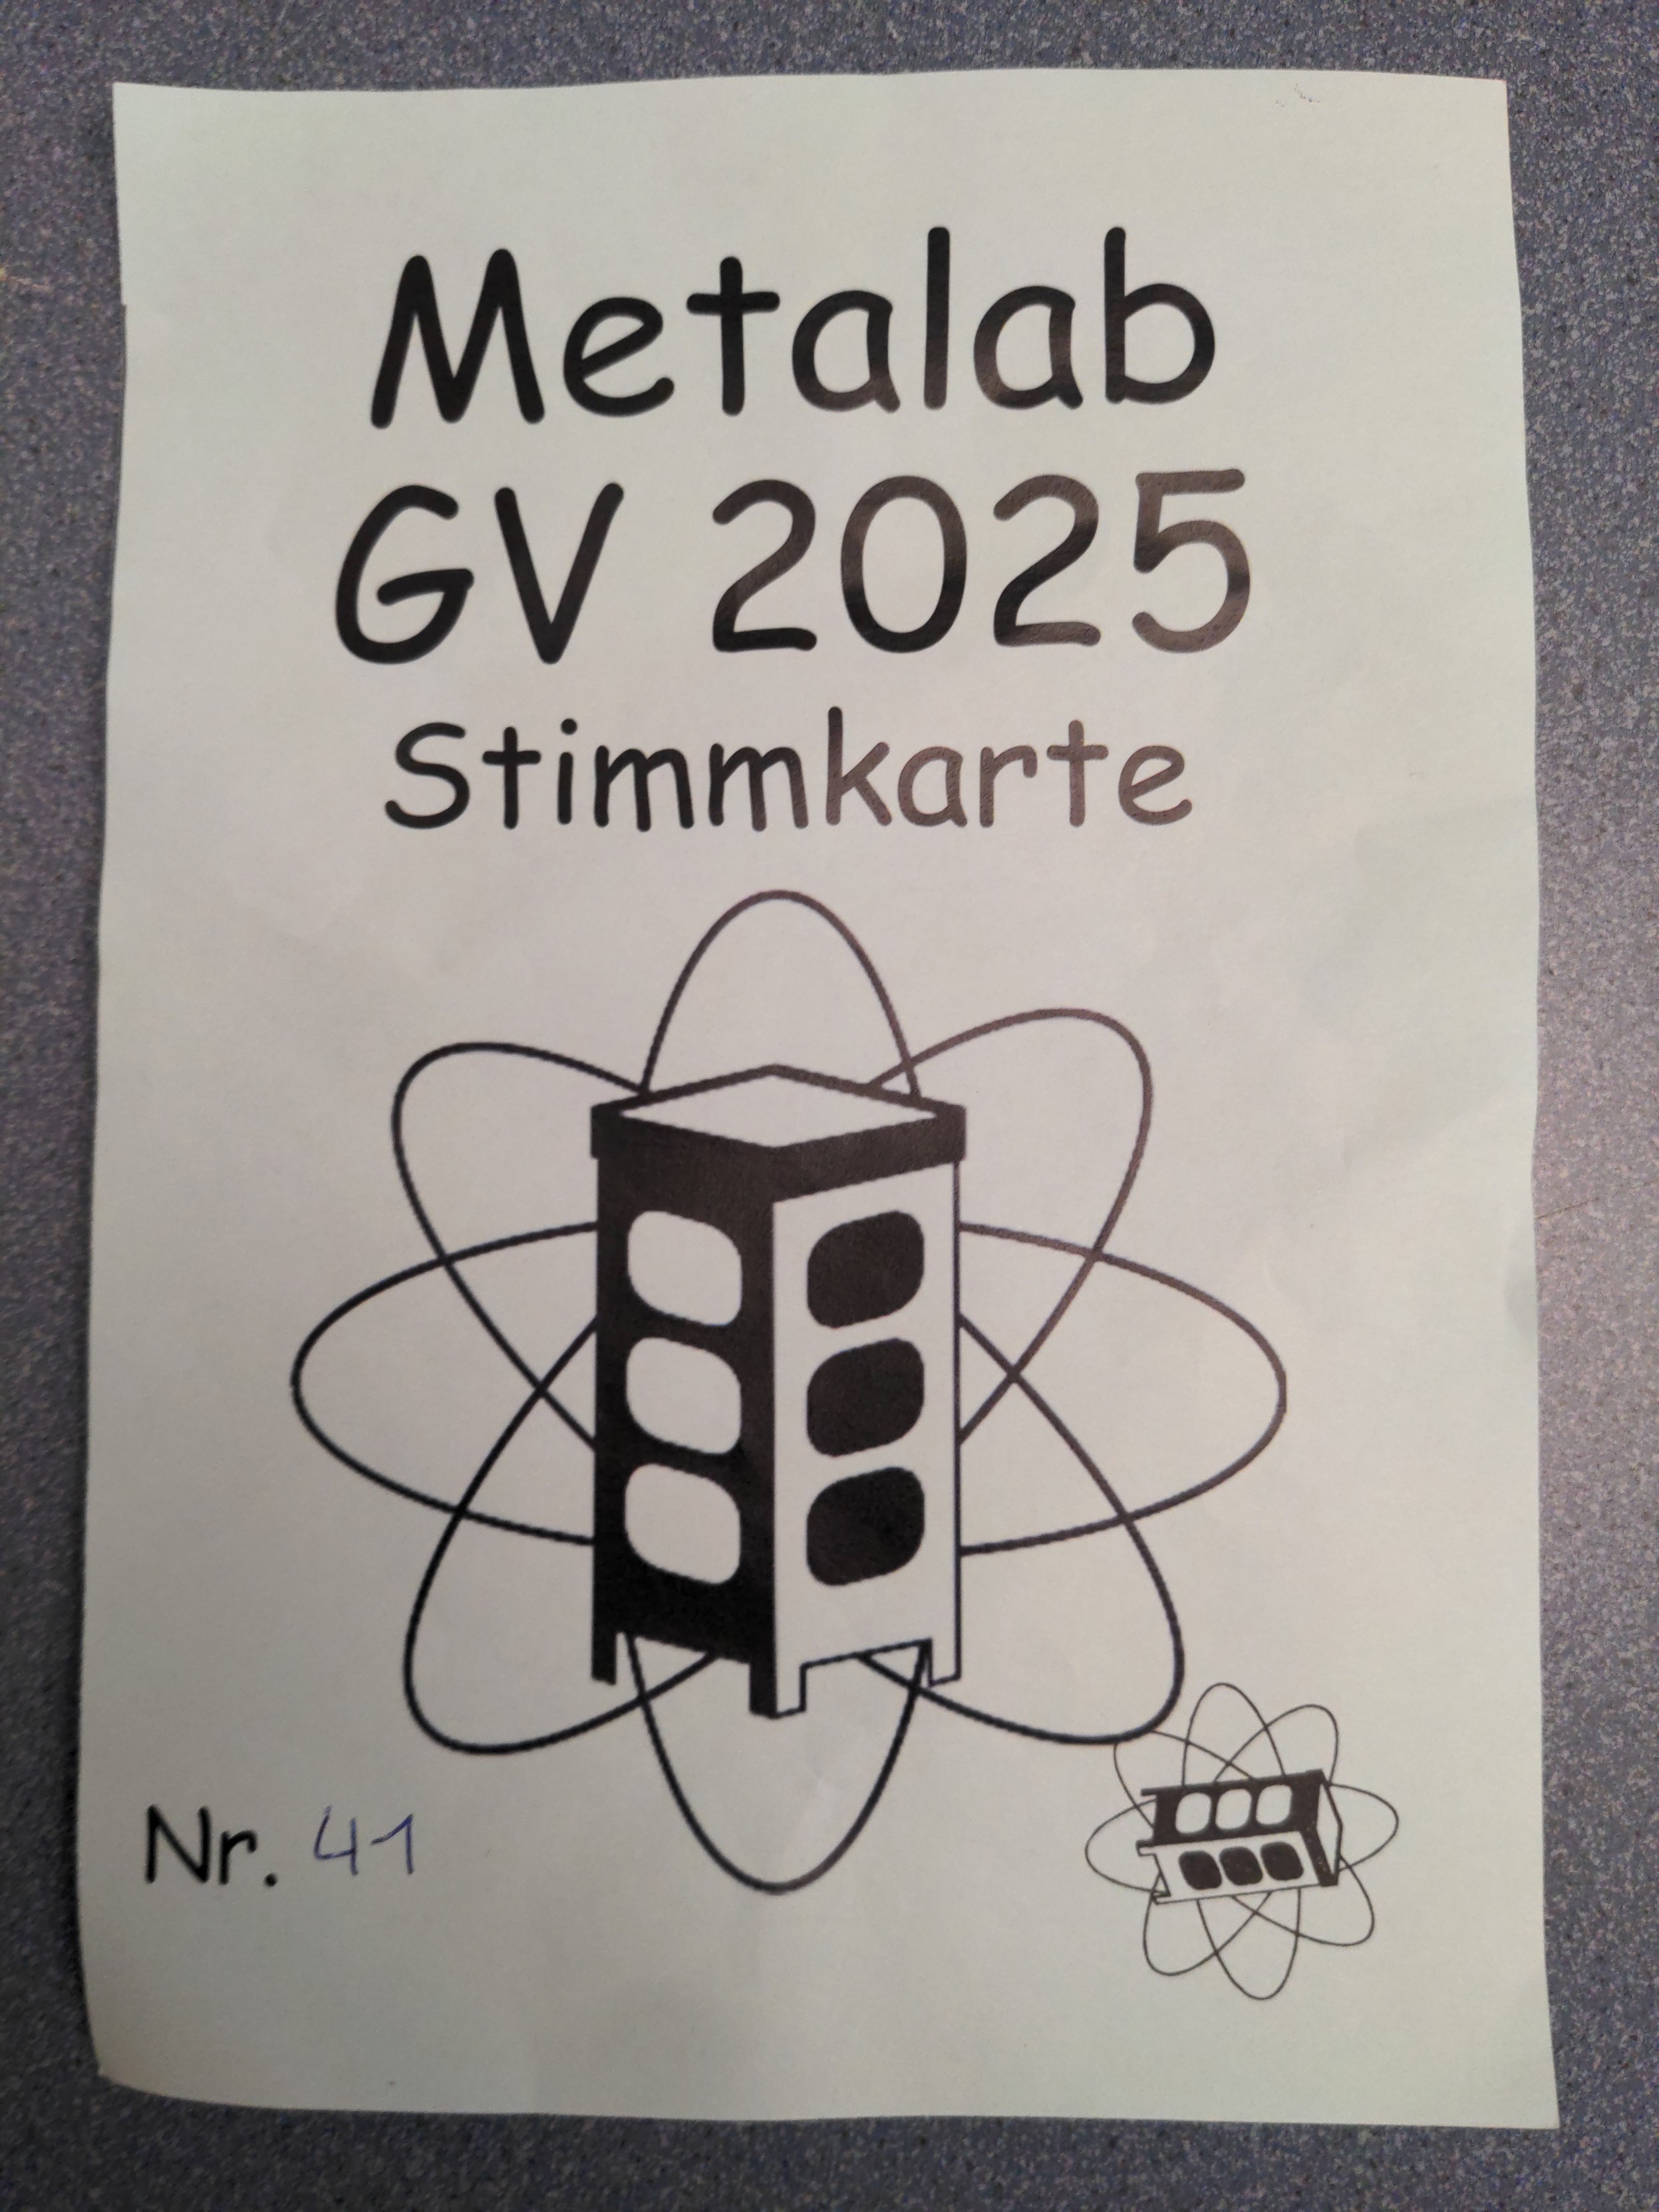 Metalab
GV 2025
Stimmkarte
Nr. 41